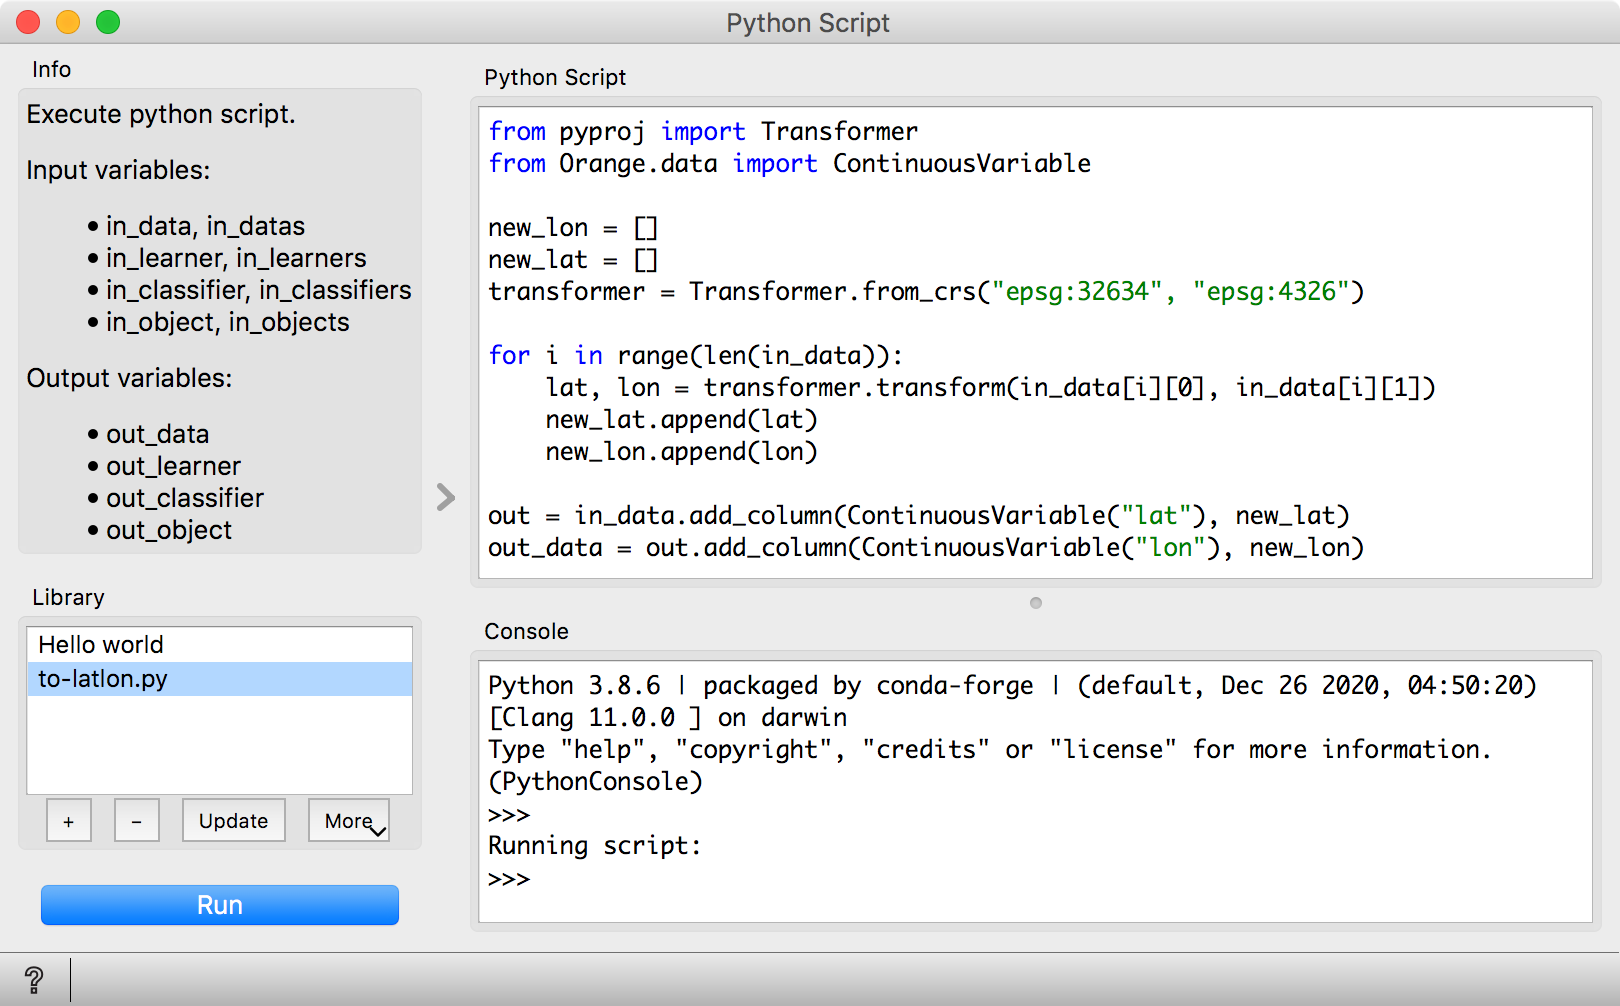 Python Script
Info
Execute python script.
Input variables:
• in_data, in_datas
• in_learner, in_learners
• in_classifier, in_classifiers
• in_object, in_objects
Output variables:
• out_data
• out_learner
• out_classifier
• out_object
Library
Hello world
to-latlon.py
+
−
Update
More
Run
Python Script
from pyproj import Transformer
from Orange.data import ContinuousVariable
new_lon = []
new_lat = []
transformer = Transformer.from_crs("epsg:32634", "epsg:4326")
for i in range(len(in_data)):
    lat, lon = transformer.transform(in_data[i][0], in_data[i][1])
    new_lat.append(lat)
    new_lon.append(lon)
out = in_data.add_column(ContinuousVariable("lat"), new_lat)
out_data = out.add_column(ContinuousVariable("lon"), new_lon)
Console
Python 3.8.6 | packaged by conda-forge | (default, Dec 26 2020, 04:50:20)
[Clang 11.0.0 ] on darwin
Type "help", "copyright", "credits" or "license" for more information.
(PythonConsole)
>>>
Running script:
>>>
?